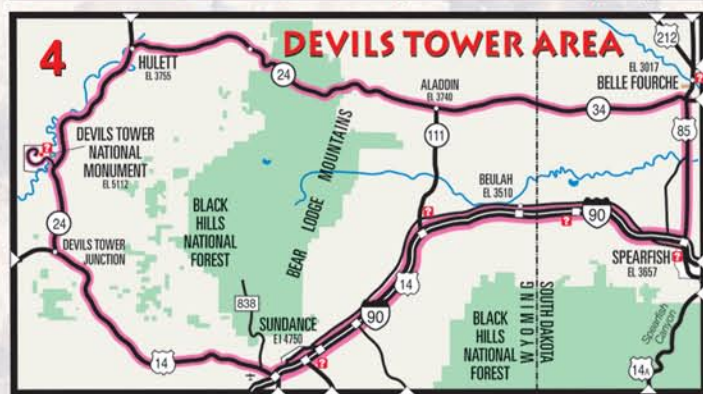 4
DEVILS TOWER AREA
212
HULETT
EL 3755
24
EL 3017
BELLE FOURCHE
?
ALADDIN
EL 3740
34
111
85
?
DEVILS TOWER
NATIONAL
MONUMENT
EL 5112
BEAR LODGE MOUNTAINS
24
BLACK
HILLS
NATIONAL
FOREST
BEULAH
EL 3510
90
?
?
DEVILS TOWER
JUNCTION
SPEARFISH
EL 3657
?
14
838
SUNDANCE
El 4750
90
BLACK
HILLS
NATIONAL
FOREST
WYOMING
SOUTH DAKOTA
Spearfish
Canyon
14
?
14A